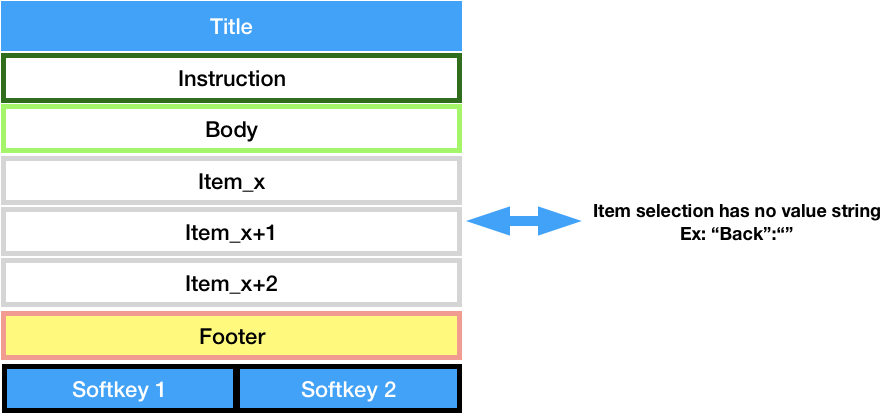 Title
Instruction
Body
Item_x
Item_x+1
Item selection has no value string
Ex: “Back”:“”
Item_x+2
Footer
Softkey 1 Softkey 2